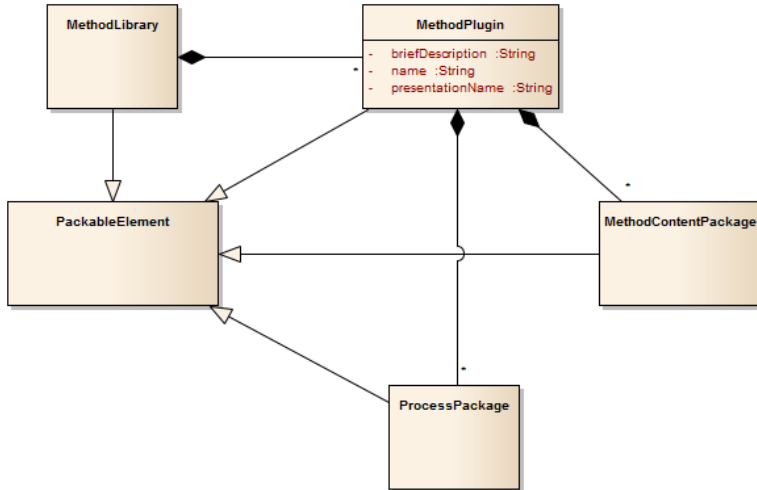 MethodLibrary
MethodPlugin
- briefDescription :String
- name :String
- presentationName :String
*
*
PackableElement
MethodContentPackage
*
ProcessPackage